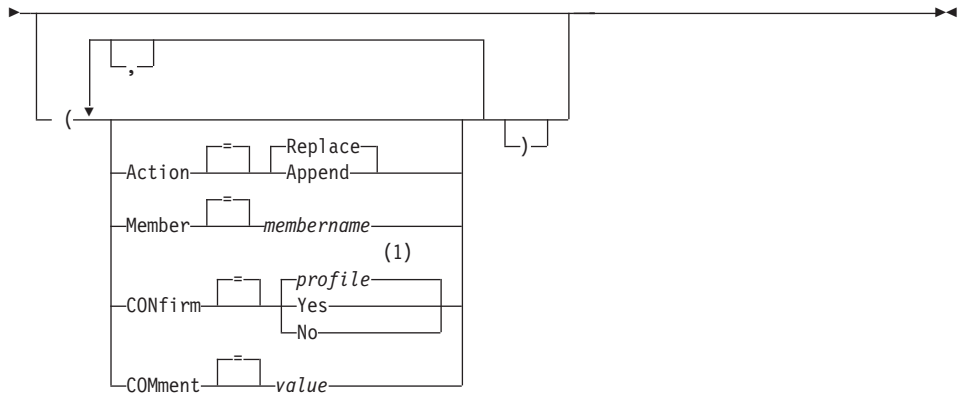 ,
(
)
Action = Replace
Append
Member = membername
(1)
CONfirm = profile
Yes
No
COMment = value